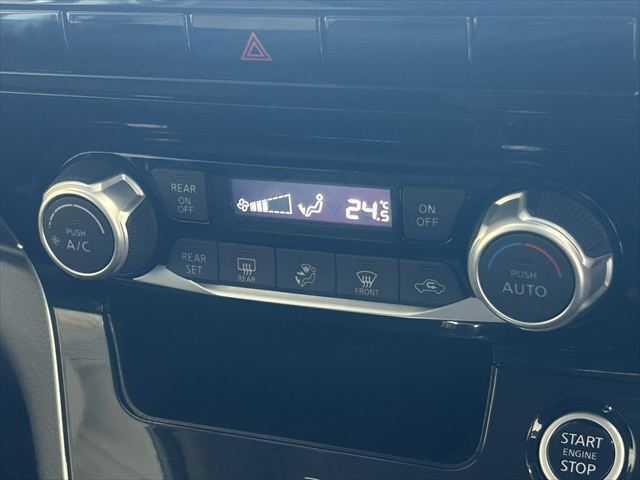 REAR
ON
OFF
24.5°C
ON
OFF
PUSH
A/C
REAR
SET
REAR
FRONT
PUSH
AUTO
START
ENGINE
STOP